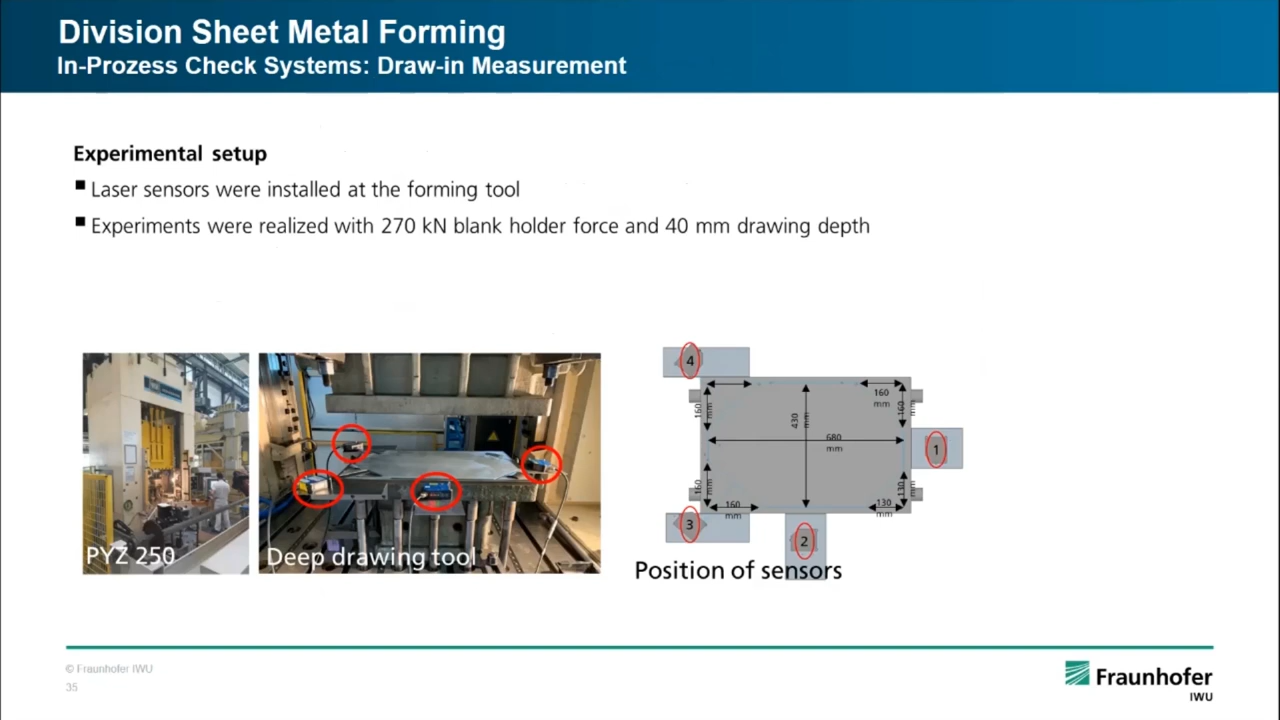 Division Sheet Metal Forming
In-Prozess Check Systems: Draw-in Measurement
Experimental setup
Laser sensors were installed at the forming tool
Experiments were realized with 270 kN blank holder force and 40 mm drawing depth
PYZ 250
Deep drawing tool
4
160
mm
160
mm
160
mm
430
mm
680
mm
1
160
mm
130
mm
160
mm
130
mm
3
2
Position of sensors
© Fraunhofer IWU
35
Fraunhofer
IWU